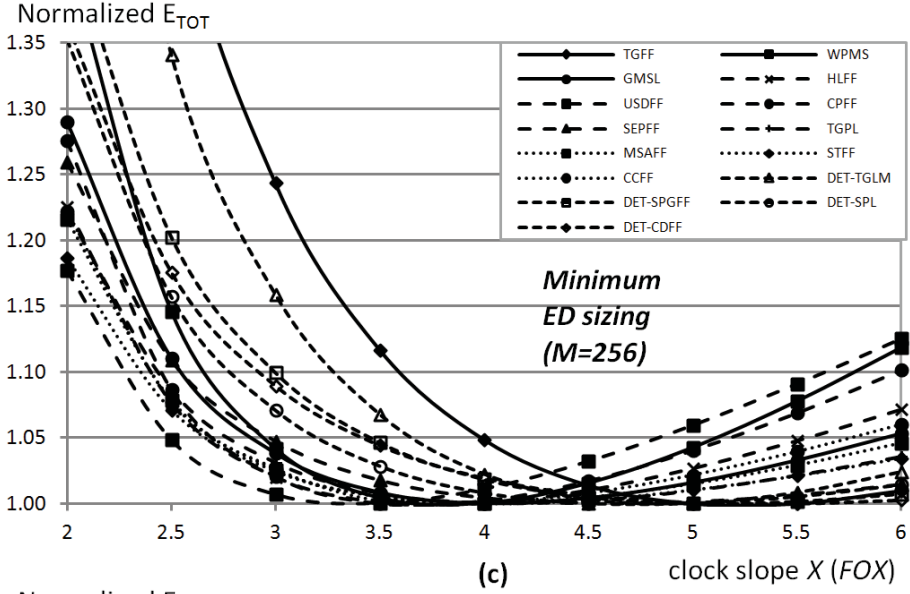 Normalized E_TOT
1.35
1.30
1.25
1.20
1.15
1.10
1.05
1.00
TGFF WPMS
GMSL HLFF
USDFF CPFF
SEPFF TGPL
MSAFF STFF
CCFF DET-TGLM
DET-SPGFF DET-SPL
DET-CDFF
Minimum
ED sizing
(M=256)
2 2.5 3 3.5 4 4.5 5 5.5 6
(c) clock slope X (FOX)